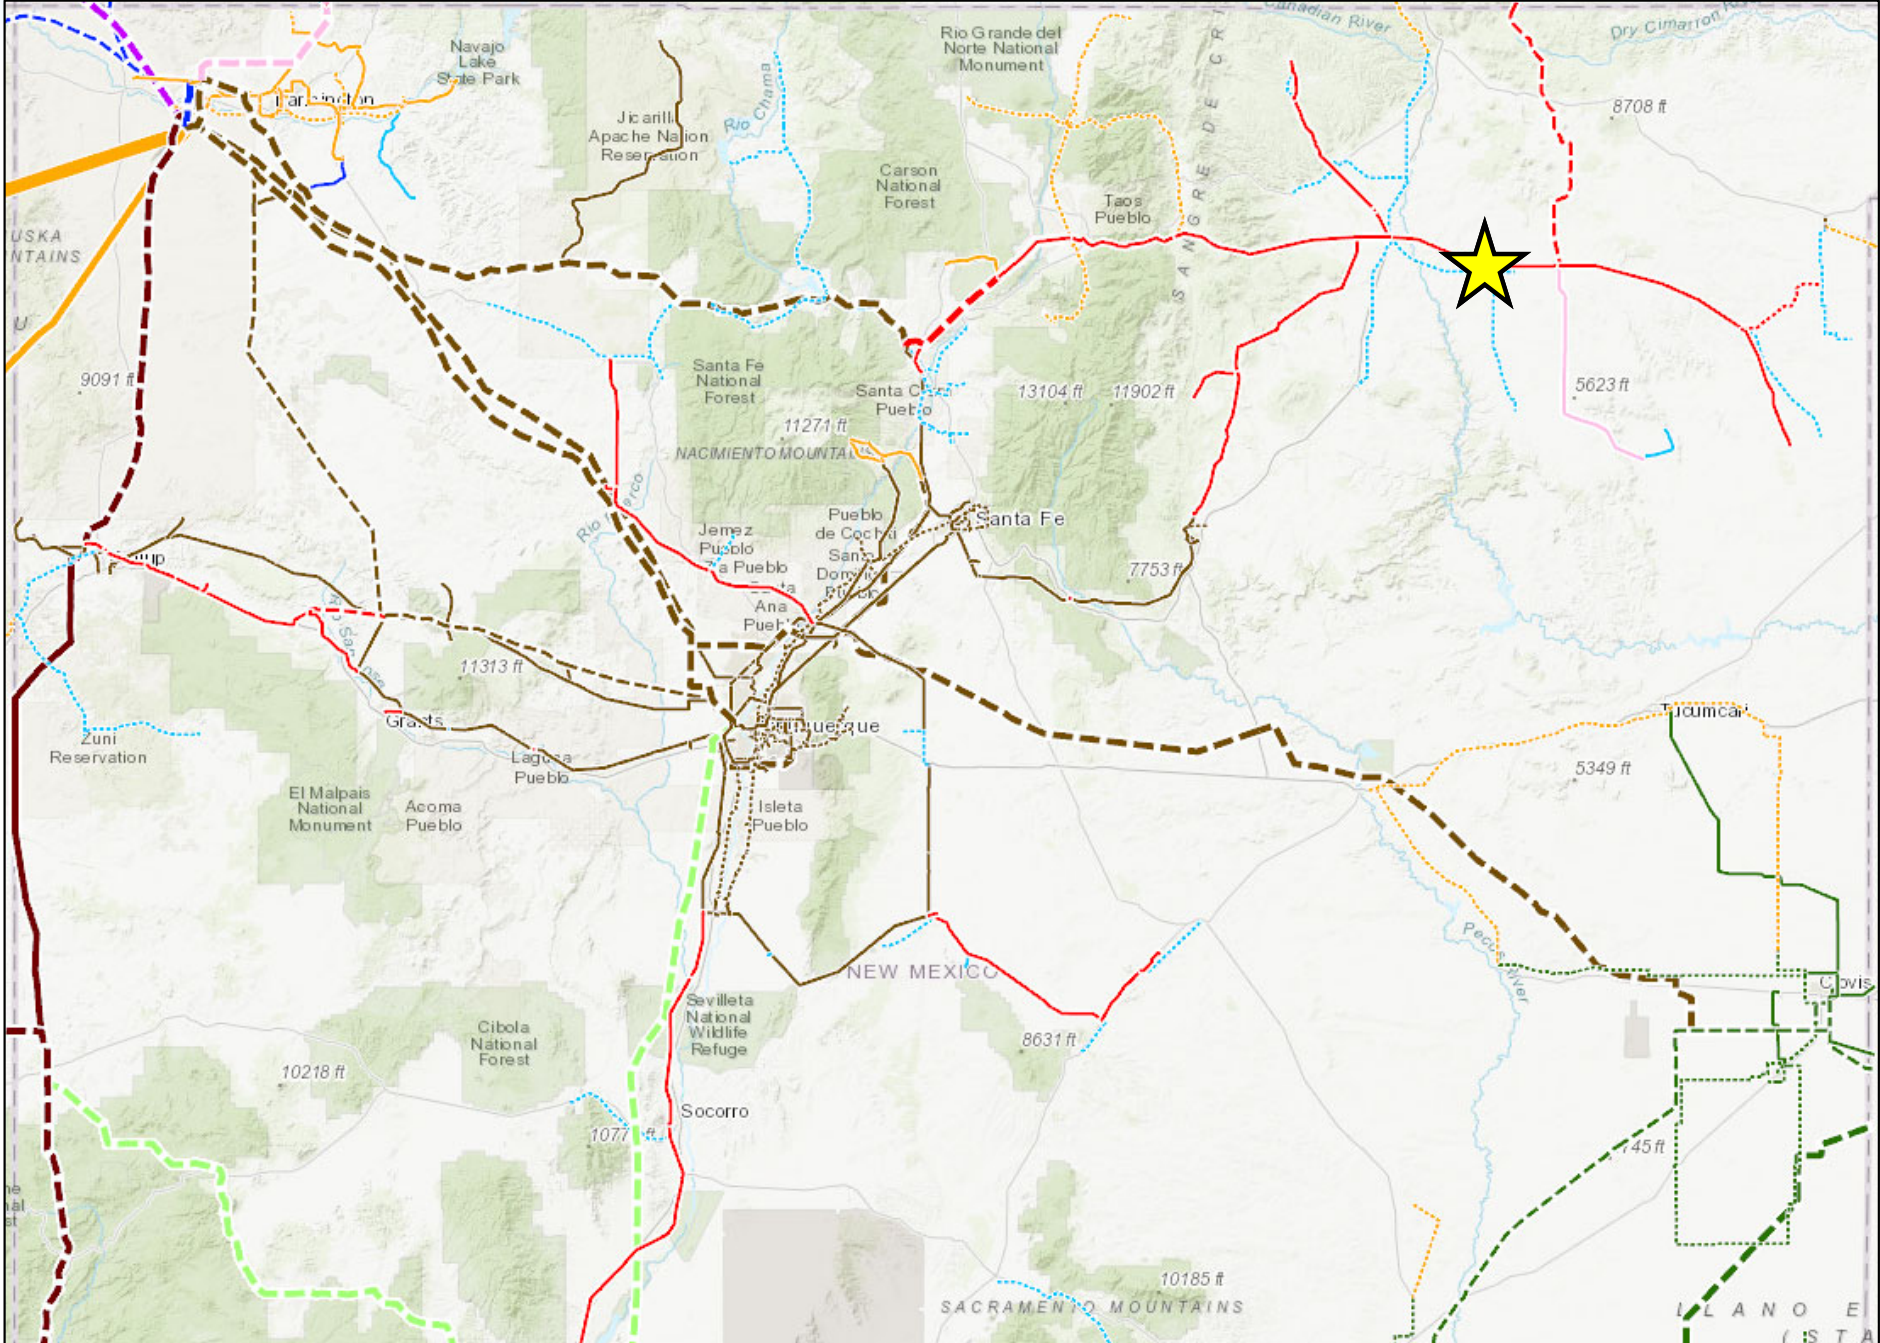 Canadian River
Dry Cimarron
Rio Grande del
Norte National
Monument
Navajo
Lake
State Park
8708 ft
Rio Chama
Apache Nation
Carson
National
Forest
Taos
Pueblo
SANGRE DE CR
USKA
NTAINS
U
9091 ft
Santa Fe
National
Forest
Santa
Pueblo
13104 ft
11902 ft
5623 ft
11271 ft
NACIMIENTO
Pueblo
de
Santa Fe
Jemez
Pueblo
Pueblo
7753 ft
Ana
11313 ft
Grants
Tucumcari
Zuni
Reservation
Laguna
Pueblo
5349 ft
El Malpais
National
Monument
Acoma
Pueblo
Isleta
Pueblo
Pecos River
NEW MEXICO
Clovis
Sevilleta
National
Wildlife
Refuge
Cibola
National
Forest
8631 ft
10218 ft
Socorro
745 ft
10185 ft
SACRAMENTO MOUNTAINS
LLANO E